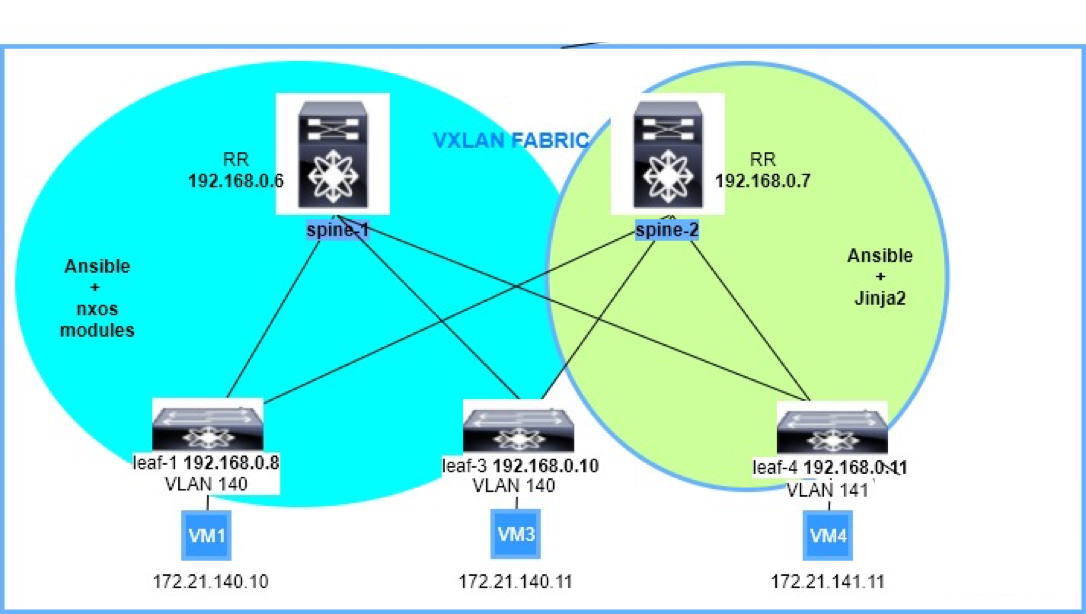 VXLAN FABRIC
RR
192.168.0.6
RR
192.168.0.7
spine-1
spine-2
Ansible
+
nxos
modules
Ansible
+
Jinja2
leaf-1 192.168.0.8
VLAN 140
leaf-3 192.168.0.10
VLAN 140
leaf-4 192.168.0.11
VLAN 141
VM1
VM3
VM4
172.21.140.10
172.21.140.11
172.21.141.11